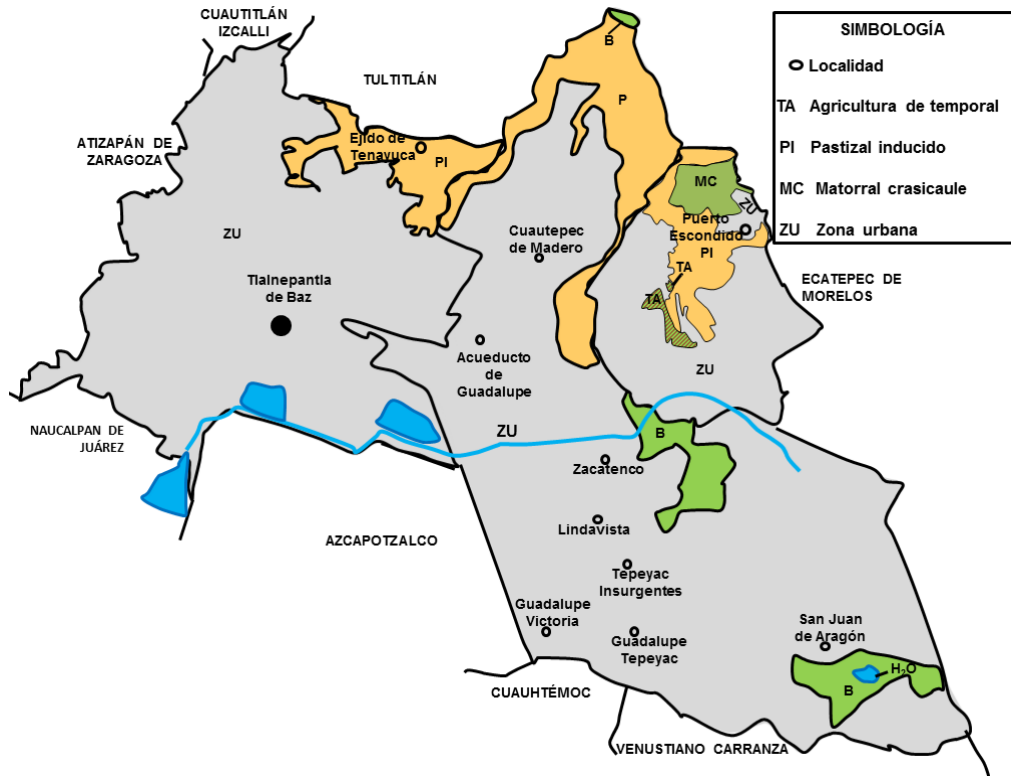 CUAUTITLÁN
IZCALLI
TULTITLÁN
ATIZAPÁN DE
ZARAGOZA
B
P
SIMBOLOGÍA
Localidad
TA Agricultura de temporal
PI Pastizal inducido
MC Matorral crasicaule
ZU Zona urbana
Ejido de
Tenayuca
PI
MC
ZU
ZU
Cuautepec
de Madero
Puerto
Escondido
PI
TA
TA
ECATEPEC DE
MORELOS
Tlalnepantla
de Baz
Acueducto
de
Guadalupe
ZU
NAUCALPAN DE
JUÁREZ
ZU
B
Zacatenco
Lindavista
AZCAPOTZALCO
Tepeyac
Insurgentes
Guadalupe
Victoria
Guadalupe
Tepeyac
San Juan
de Aragón
H₂O
B
CUAUHTÉMOC
VENUSTIANO CARRANZA